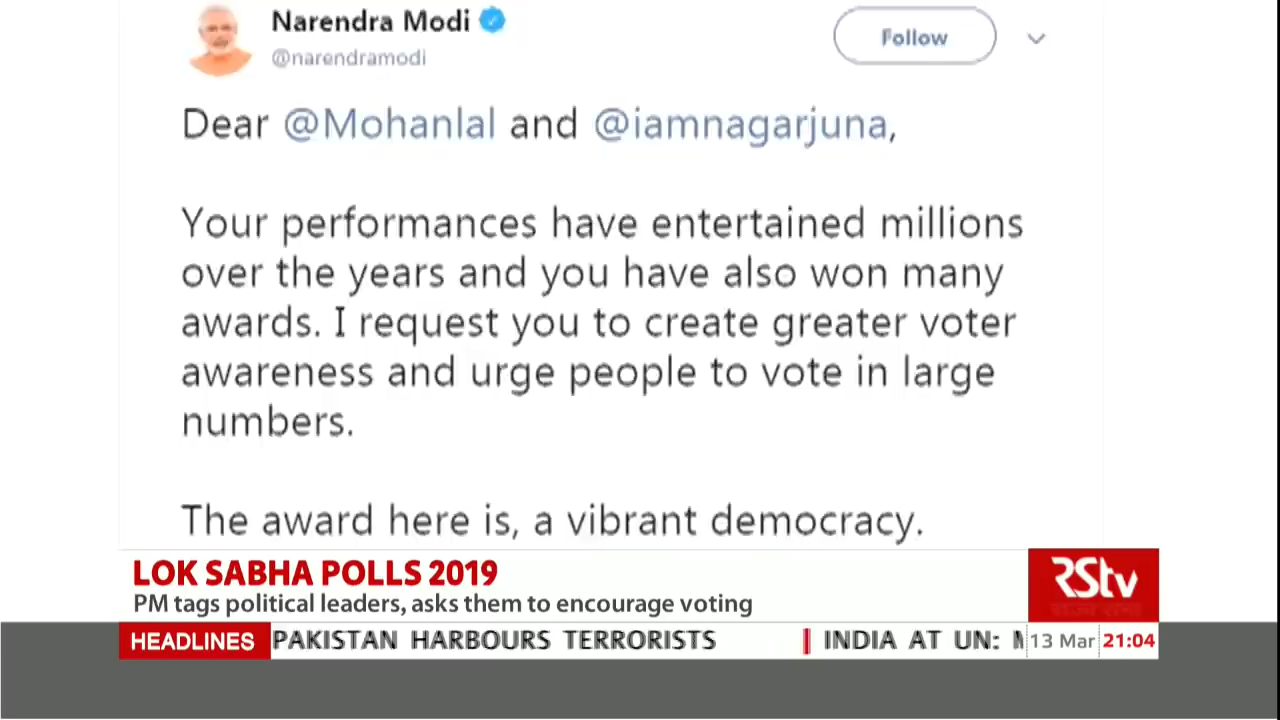 Narendra Modi
@narendramodi
Follow
Dear @Mohanlal and @iamnagarjuna,
Your performances have entertained millions
over the years and you have also won many
awards. I request you to create greater voter
awareness and urge people to vote in large
numbers.
The award here is, a vibrant democracy.
LOK SABHA POLLS 2019
PM tags political leaders, asks them to encourage voting
RStv
HEADLINES PAKISTAN HARBOURS TERRORISTS | INDIA AT UN: 13 Mar 21:04